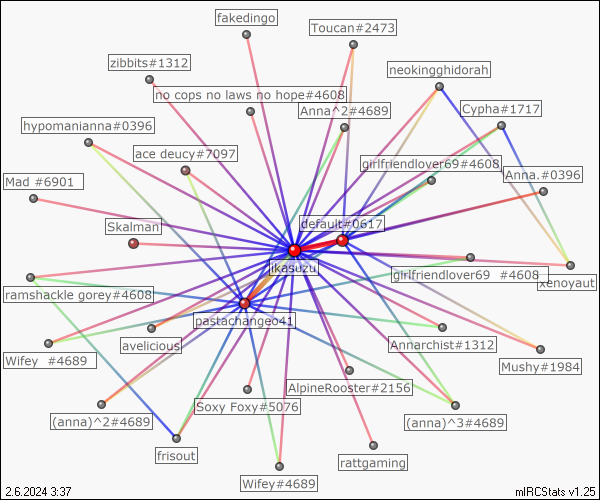 fakedingo
Toucan#2473
zibbits#1312
neokingghidorah
no cops no laws no hope#4608
Anna^2#4689
Cypha#1717
hypomanianna#0396
ace deucy#7097
girlfriendlover69#4608
Anna.#0396
Mad #6901
default#0617
Skalman
ikasuzu
girlfriendlover69 #4608
xenoyaut
ramshackle gorey#4608
pastachangeo41
avelicious
Annarchist#1312
Wifey #4689
Mushy#1984
AlpineRooster#2156
Soxy Foxy#5076
(anna)^2#4689
(anna)^3#4689
frisout
rattgaming
Wifey#4689
2.6.2024 3:37
mIRCStats v1.25